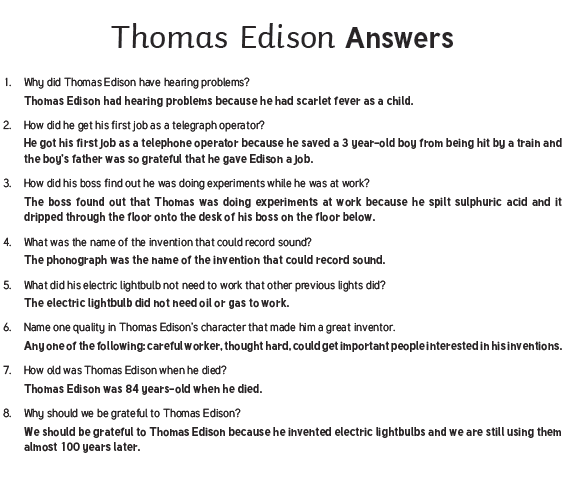 Thomas Edison Answers
1. Why did Thomas Edison have hearing problems?
Thomas Edison had hearing problems because he had scarlet fever as a child.
2. How did he get his first job as a telegraph operator?
He got his first job as a telephone operator because he saved a 3 year-old boy from being hit by a train and
the boy's father was so grateful that he gave Edison a job.
3. How did his boss find out he was doing experiments while he was at work?
The boss found out that Thomas was doing experiments at work because he spilt sulphuric acid and it
dripped through the floor onto the desk of his boss on the floor below.
4. What was the name of the invention that could record sound?
The phonograph was the name of the invention that could record sound.
5. What did his electric lightbulb not need to work that other previous lights did?
The electric lightbulb did not need oil or gas to work.
6. Name one quality in Thomas Edison's character that made him a great inventor.
Any one of the following: careful worker, thought hard, could get important people interested in his inventions.
7. How old was Thomas Edison when he died?
Thomas Edison was 84 years-old when he died.
8. Why should we be grateful to Thomas Edison?
We should be grateful to Thomas Edison because he invented electric lightbulbs and we are still using them
almost 100 years later.